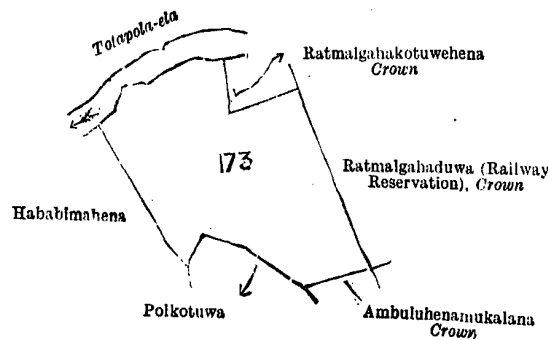 Totapola-ela
Ratmalgahakotuwehena
Crown
173
Ratmalgahaduwa (Railway
Reservation), Crown
Hababimahena
Polkotuwa
Ambuluhenamukalana
Crown